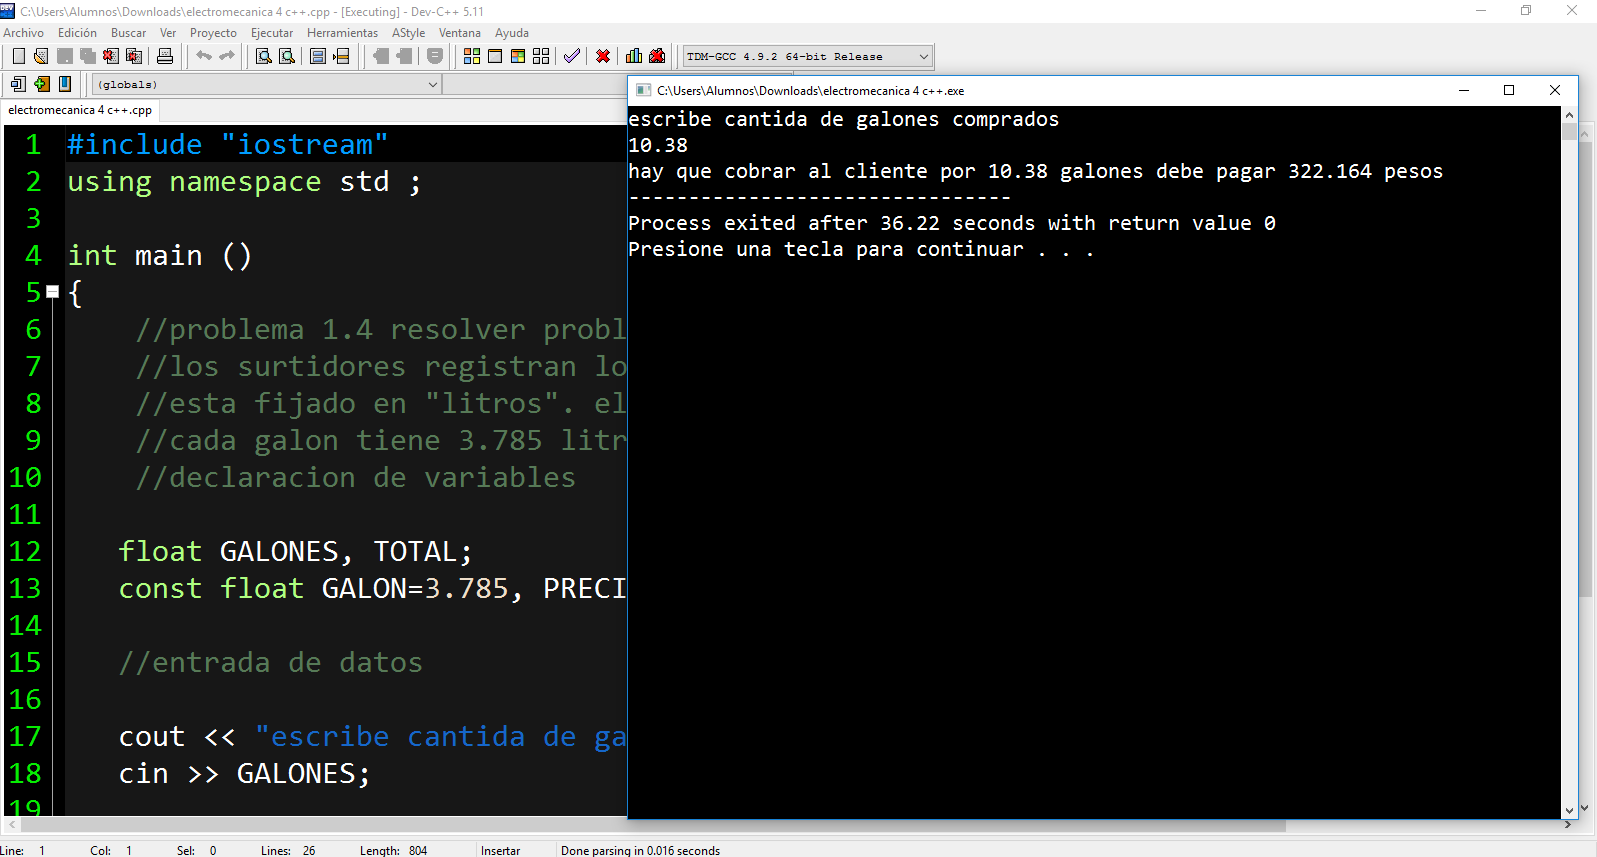 C:\Users\Alumnos\Downloads\electromecanica 4 c++.cpp - [Executing] - Dev-C++ 5.11
Archivo Edición Buscar Ver Proyecto Ejecutar Herramientas AStyle Ventana Ayuda
TDM-GCC 4.9.2 64-bit Release
(globals)
electromecanica 4 c++.cpp
1 #include "iostream"
2 using namespace std ;
3
4 int main ()
5 {
6 //problema 1.4 resolver probl
7 //los surtidores registran lo
8 //esta fijado en "litros". el
9 //cada galon tiene 3.785 litr
10 //declaracion de variables
11
12 float GALONES, TOTAL;
13 const float GALON=3.785, PRECI
14
15 //entrada de datos
16
17 cout << "escribe cantida de ga
18 cin >> GALONES;
19
C:\Users\Alumnos\Downloads\electromecanica 4 c++.exe
escribe cantida de galones comprados
10.38
hay que cobrar al cliente por 10.38 galones debe pagar 322.164 pesos
--------------------------------
Process exited after 36.22 seconds with return value 0
Presione una tecla para continuar . . .
Line: 1 Col: 1 Sel: 0 Lines: 26 Length: 804 Insertar Done parsing in 0.016 seconds